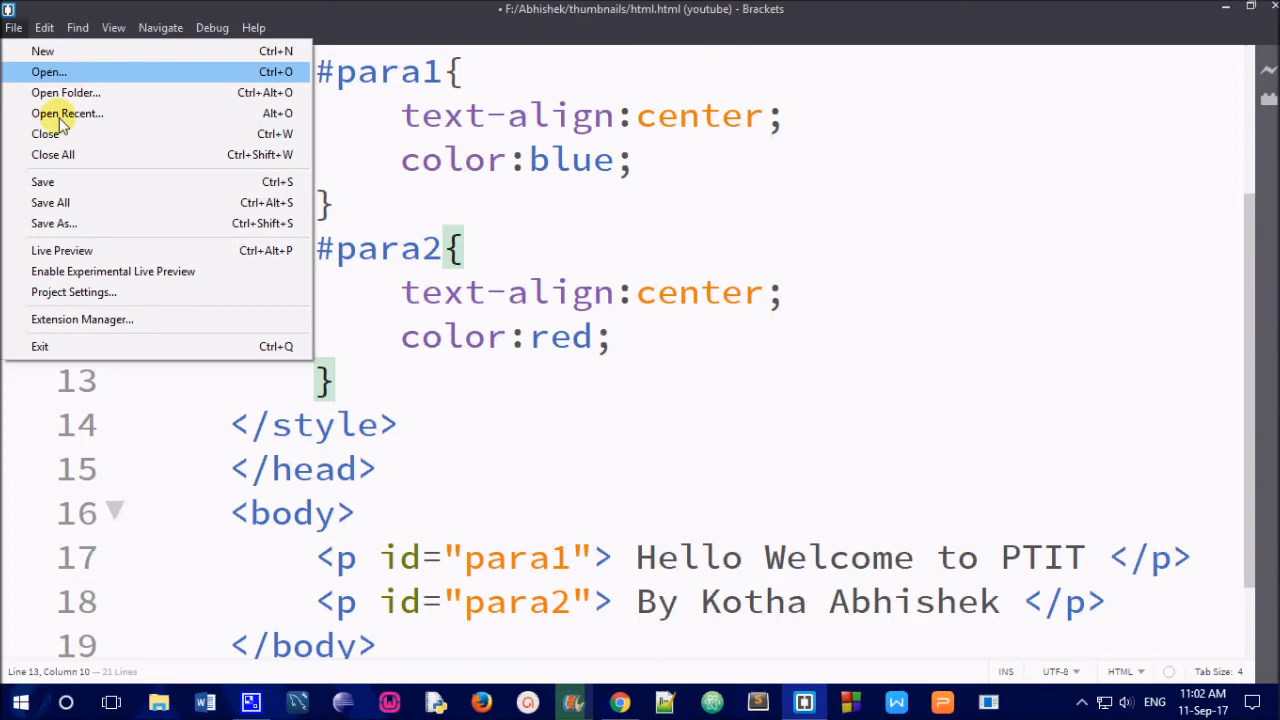 • F:/Abhishek/thumbnails/html.html (youtube) - Brackets
File Edit Find View Navigate Debug Help
New Ctrl+N
Open... Ctrl+O
Open Folder... Ctrl+Alt+O
Open Recent... Alt+O
Close Ctrl+W
Close All Ctrl+Shift+W
Save Ctrl+S
Save All Ctrl+Alt+S
Save As... Ctrl+Shift+S
Live Preview Ctrl+Alt+P
Enable Experimental Live Preview
Project Settings...
Extension Manager...
Exit Ctrl+Q
#para1{
text-align:center;
color:blue;
}
#para2{
text-align:center;
color:red;
13 }
14 </style>
15 </head>
16 <body>
17 <p id="para1"> Hello Welcome to PTIT </p>
18 <p id="para2"> By Kotha Abhishek </p>
19 </body>
Line 13, Column 10 — 21 Lines INS UTF-8 HTML Tab Size: 4
ENG 11:02 AM
11-Sep-17